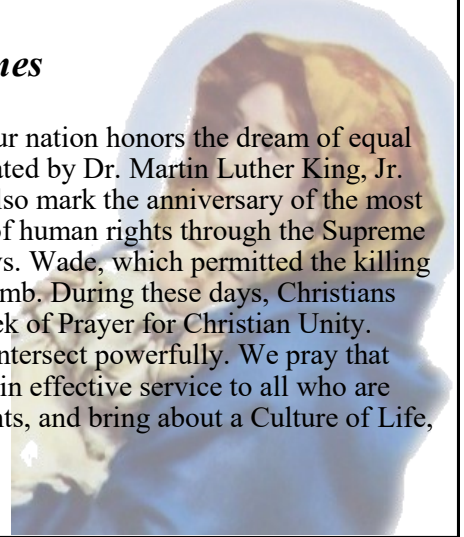 nes
ur nation honors the dream of equal
ated by Dr. Martin Luther King, Jr.
lso mark the anniversary of the most
of human rights through the Supreme
vs. Wade, which permitted the killing
mb. During these days, Christians
ek of Prayer for Christian Unity.
ntersect powerfully. We pray that
in effective service to all who are
nts, and bring about a Culture of Life,